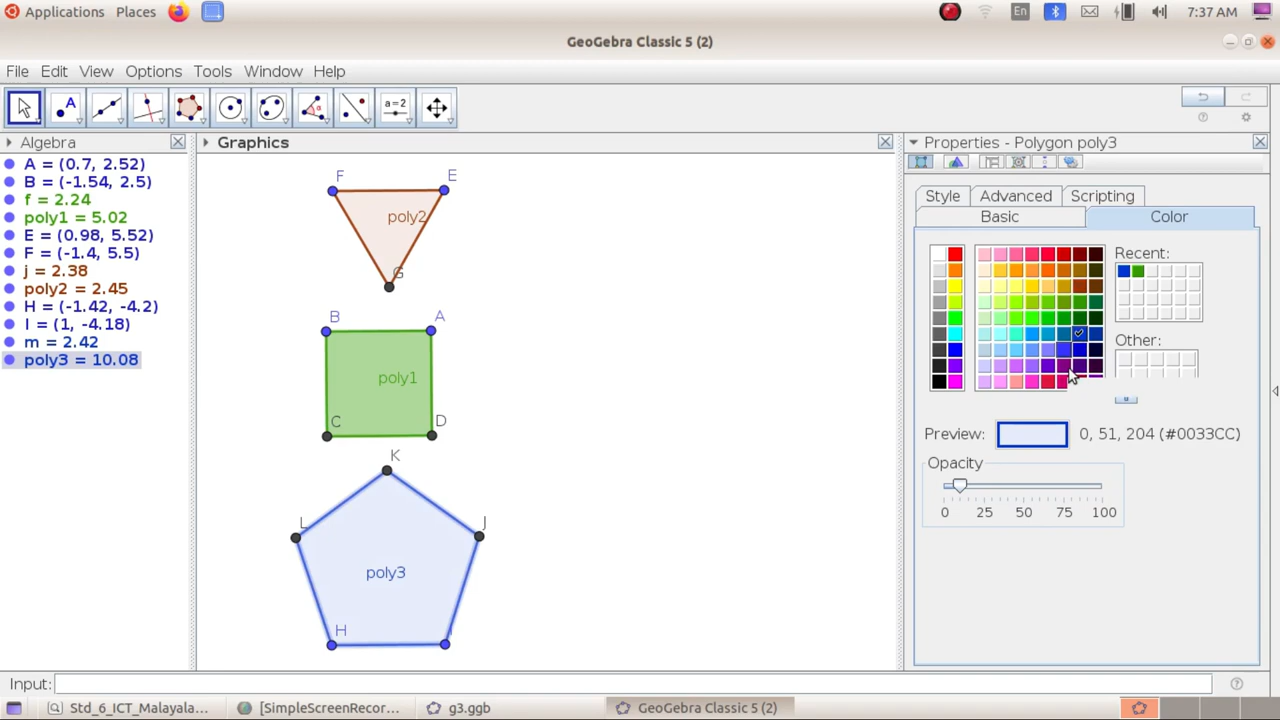 Applications Places En 7:37 AM
GeoGebra Classic 5 (2)
File Edit View Options Tools Window Help
A a=2 α
Algebra Graphics Properties - Polygon poly3
A = (0.7, 2.52)
B = (-1.54, 2.5)
f = 2.24
poly1 = 5.02
E = (0.98, 5.52)
F = (-1.4, 5.5)
j = 2.38
poly2 = 2.45
H = (-1.42, -4.2)
I = (1, -4.18)
m = 2.42
poly3 = 10.08
F E
poly2
G
B A
poly1
C D
K
L J
poly3
H I
Style Advanced Scripting
Basic Color
Recent:
Other:
Preview: 0, 51, 204 (#0033CC)
Opacity
0 25 50 75 100
Input:
Std_6_ICT_Malayala... [SimpleScreenRecor... g3.ggb GeoGebra Classic 5 (2)